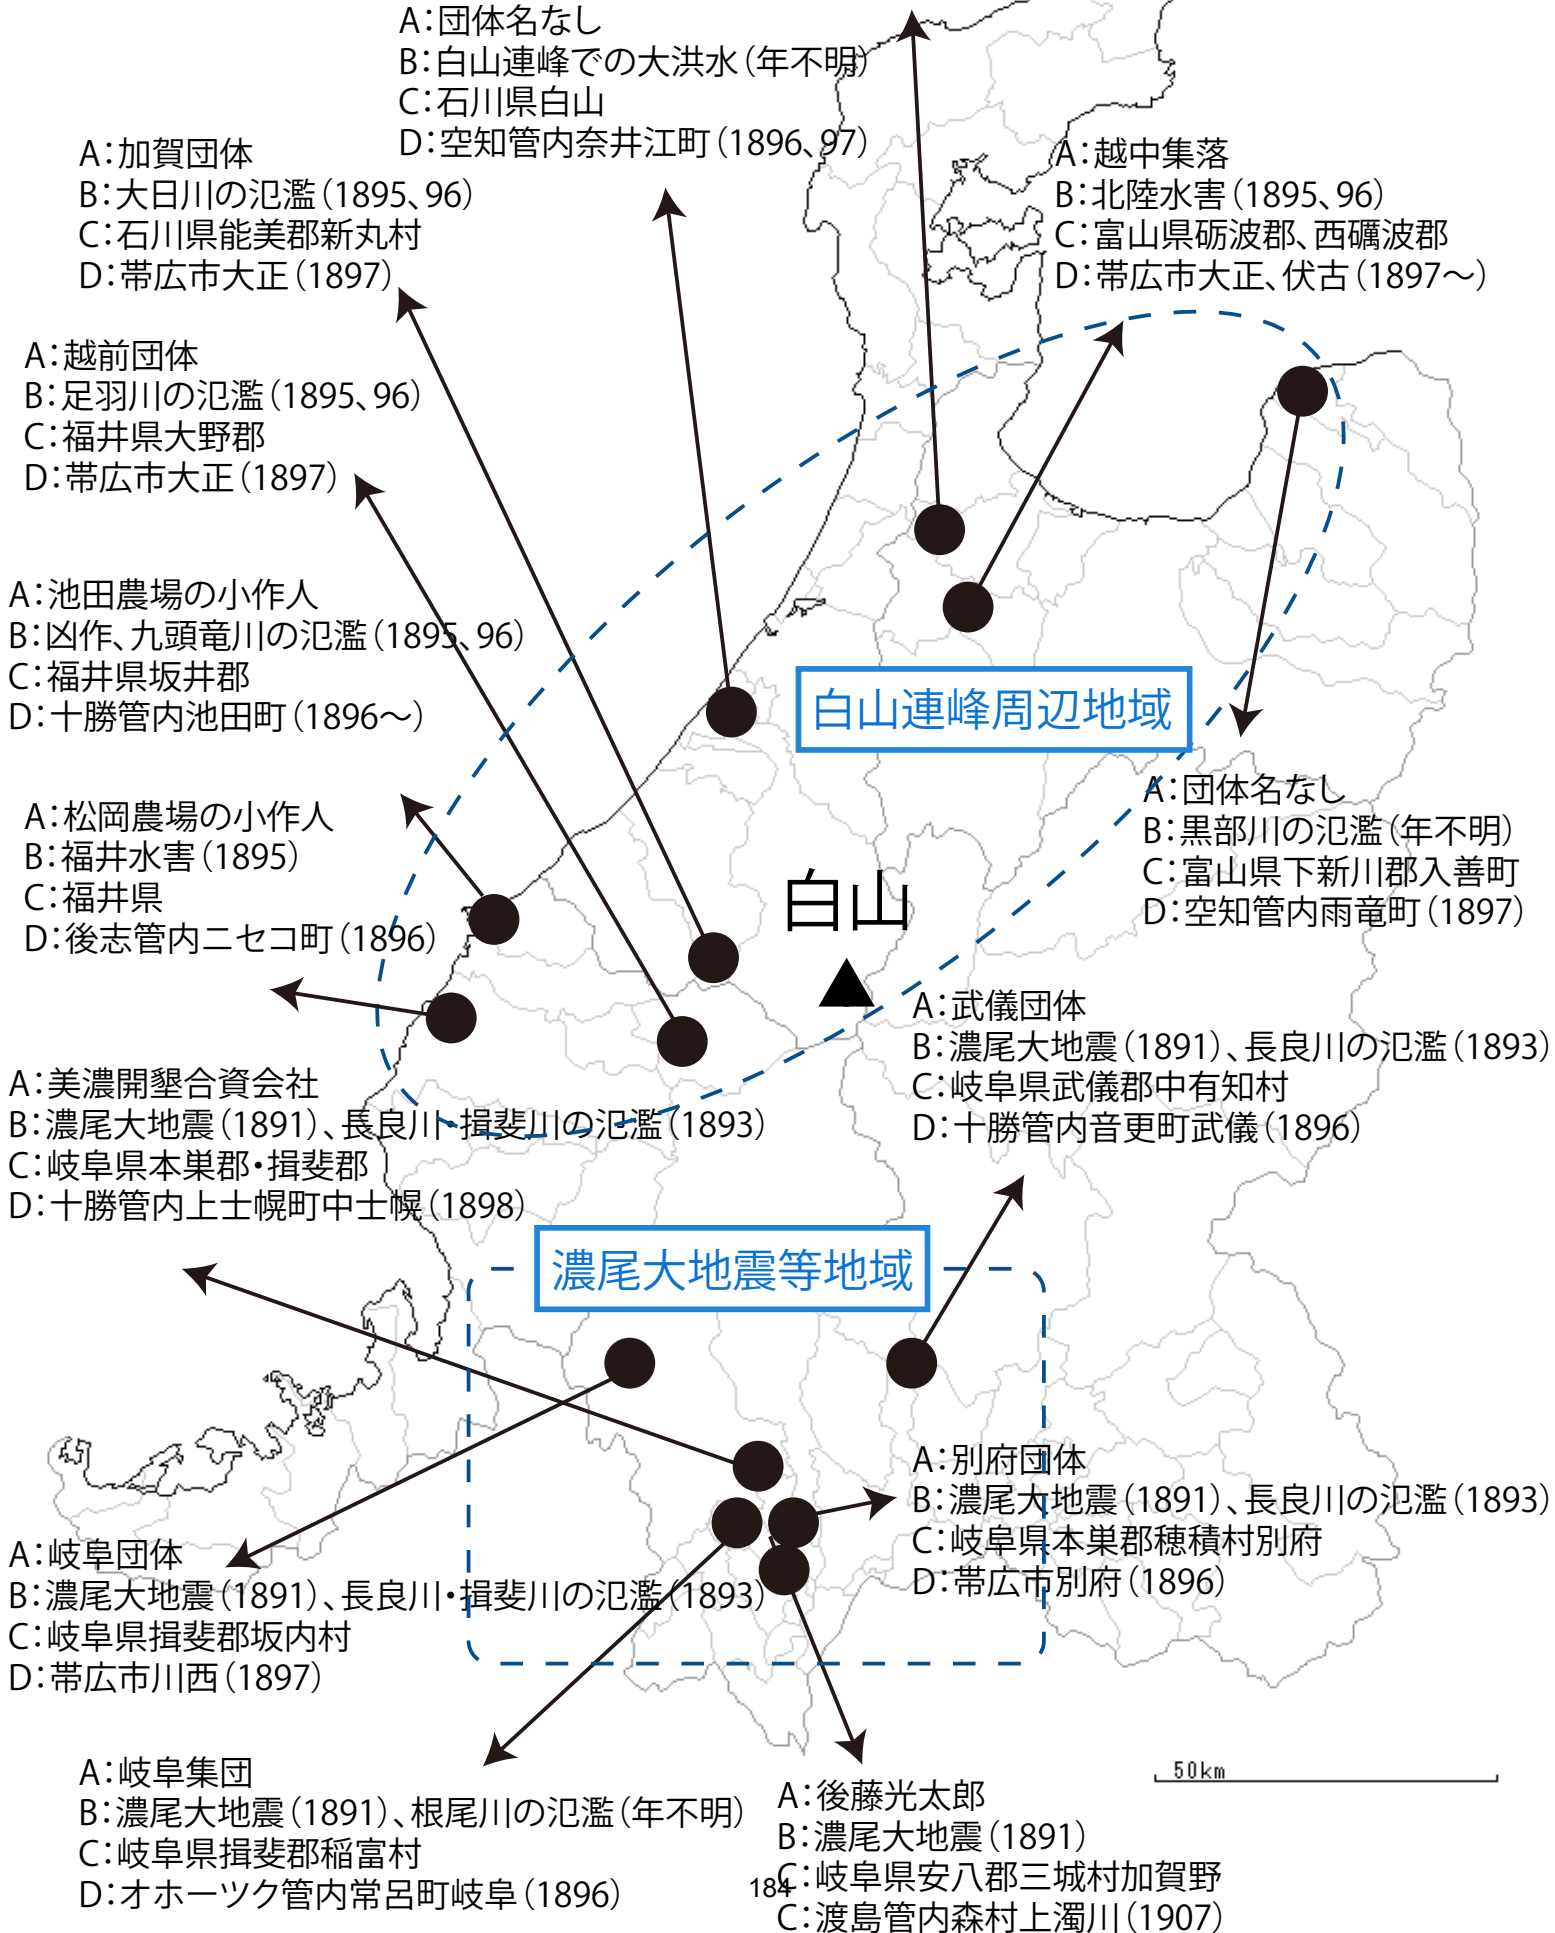 A：団体名なし
B：白山連峰での大洪水（年不明）
C：石川県白山
D：空知管内奈井江町（1896、97）
A：加賀団体
B：大日川の氾濫（1895、96）
C：石川県能美郡新丸村
D：帯広市大正（1897）
A：越中集落
B：北陸水害（1895、96）
C：富山県砺波郡、西礪波郡
D：帯広市大正、伏古（1897～）
A：越前団体
B：足羽川の氾濫（1895、96）
C：福井県大野郡
D：帯広市大正（1897）
A：池田農場の小作人
B：凶作、九頭竜川の氾濫（1895、96）
C：福井県坂井郡
D：十勝管内池田町（1896～）
白山連峰周辺地域
A：団体名なし
B：黒部川の氾濫（年不明）
C：富山県下新川郡入善町
D：空知管内雨竜町（1897）
A：松岡農場の小作人
B：福井水害（1895）
C：福井県
D：後志管内ニセコ町（1896）
白山
A：武儀団体
B：濃尾大地震（1891）、長良川の氾濫（1893）
C：岐阜県武儀郡中有知村
D：十勝管内音更町武儀（1896）
A：美濃開墾合資会社
B：濃尾大地震（1891）、長良川・揖斐川の氾濫（1893）
C：岐阜県本巣郡・揖斐郡
D：十勝管内上士幌町中士幌（1898）
濃尾大地震等地域
A：別府団体
B：濃尾大地震（1891）、長良川の氾濫（1893）
C：岐阜県本巣郡穂積村別府
D：帯広市別府（1896）
A：岐阜団体
B：濃尾大地震（1891）、長良川・揖斐川の氾濫（1893）
C：岐阜県揖斐郡坂内村
D：帯広市川西（1897）
A：岐阜集団
B：濃尾大地震（1891）、根尾川の氾濫（年不明）
C：岐阜県揖斐郡稲富村
D：オホーツク管内常呂町岐阜（1896）
50km
A：後藤光太郎
B：濃尾大地震（1891）
C：岐阜県安八郡三城村加賀野
C：渡島管内森村上濁川（1907）
184